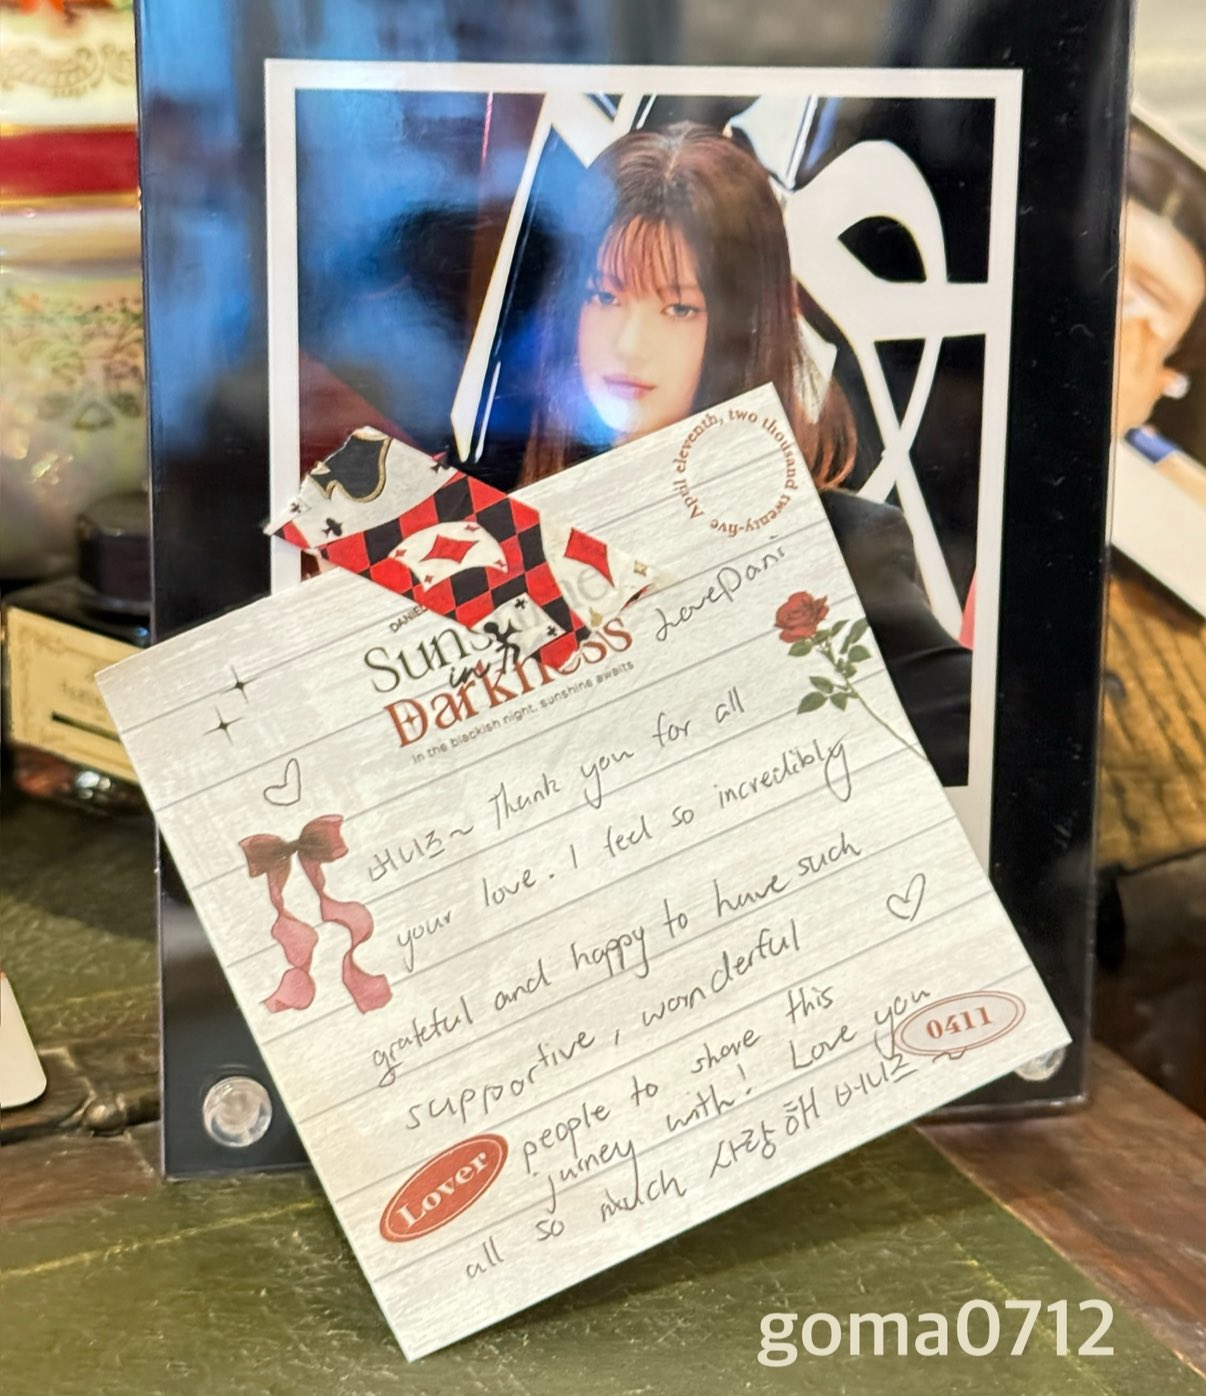 April eleventh, two thousand twenty-five
Love Dani
Darkness
in the blackish night, sunshine awaits
버니즈~ Thank you for all
your love. I feel so incredibly
grateful and happy to have such
supportive, wonderful
people to share this
jurney with! Love you
all so much 사랑해 버니즈~
0411
Lover
goma0712